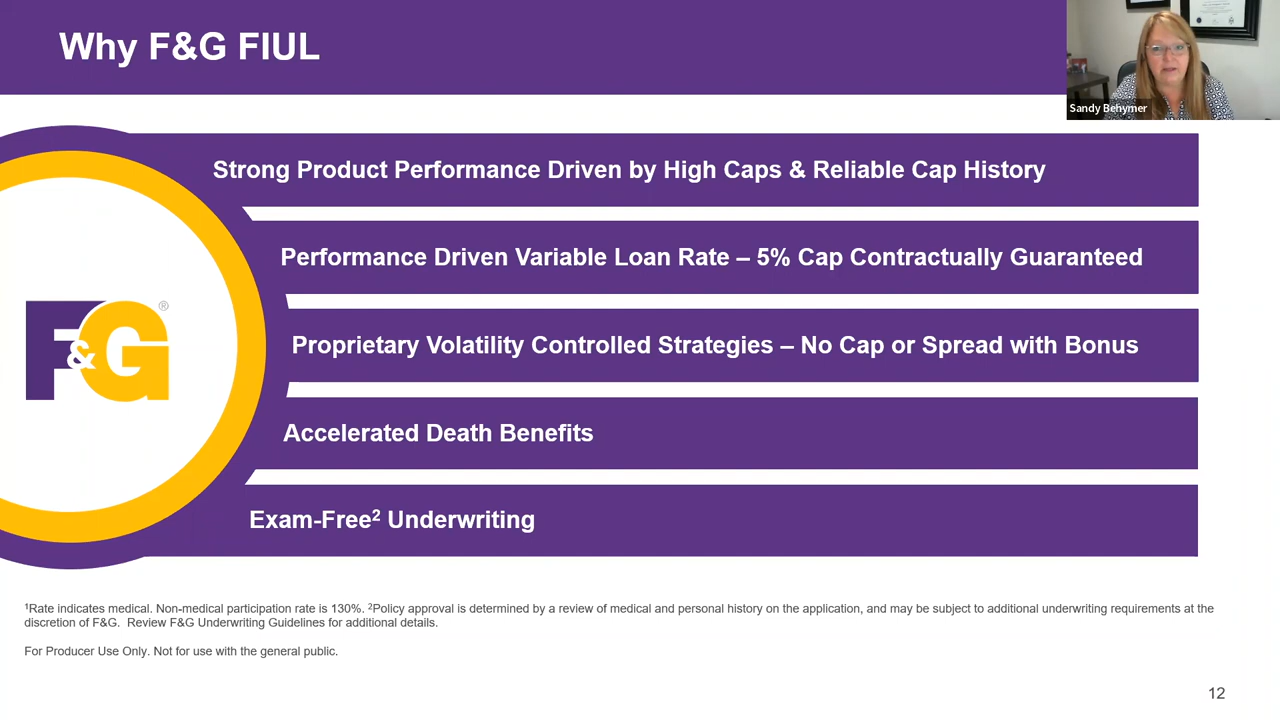 Why F&G FIUL
Sandy Behymer
Strong Product Performance Driven by High Caps & Reliable Cap History
Performance Driven Variable Loan Rate – 5% Cap Contractually Guaranteed
Proprietary Volatility Controlled Strategies – No Cap or Spread with Bonus
F&G®
Accelerated Death Benefits
Exam-Free² Underwriting
¹Rate indicates medical. Non-medical participation rate is 130%. ²Policy approval is determined by a review of medical and personal history on the application, and may be subject to additional underwriting requirements at the
discretion of F&G. Review F&G Underwriting Guidelines for additional details.
For Producer Use Only. Not for use with the general public.
12